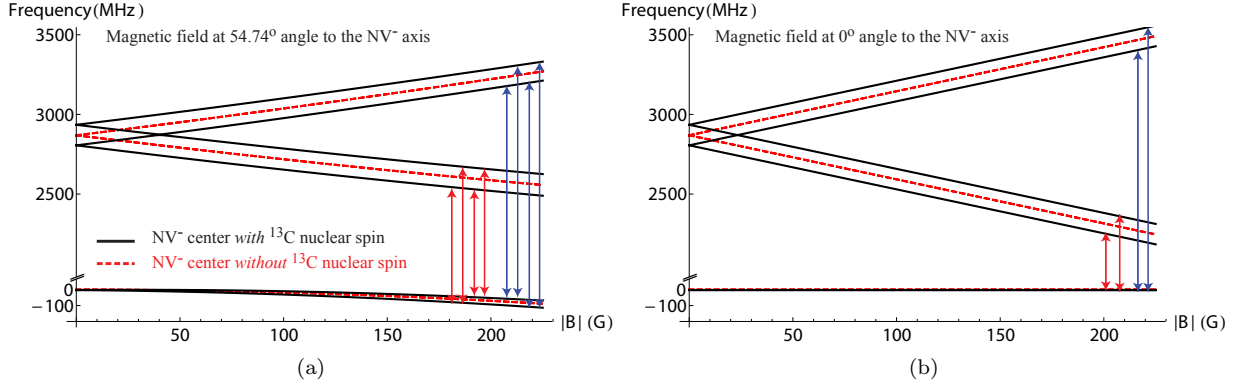 Frequency(MHz)
3500
3000
2500
0
−100
Magnetic field at 54.74º angle to the NV⁻ axis
NV⁻ center with ¹³C nuclear spin
NV⁻ center without ¹³C nuclear spin
50
100
150
200
|B| (G)
(a)
Frequency(MHz)
3500
3000
2500
0
−100
Magnetic field at 0º angle to the NV⁻ axis
50
100
150
200
|B| (G)
(b)